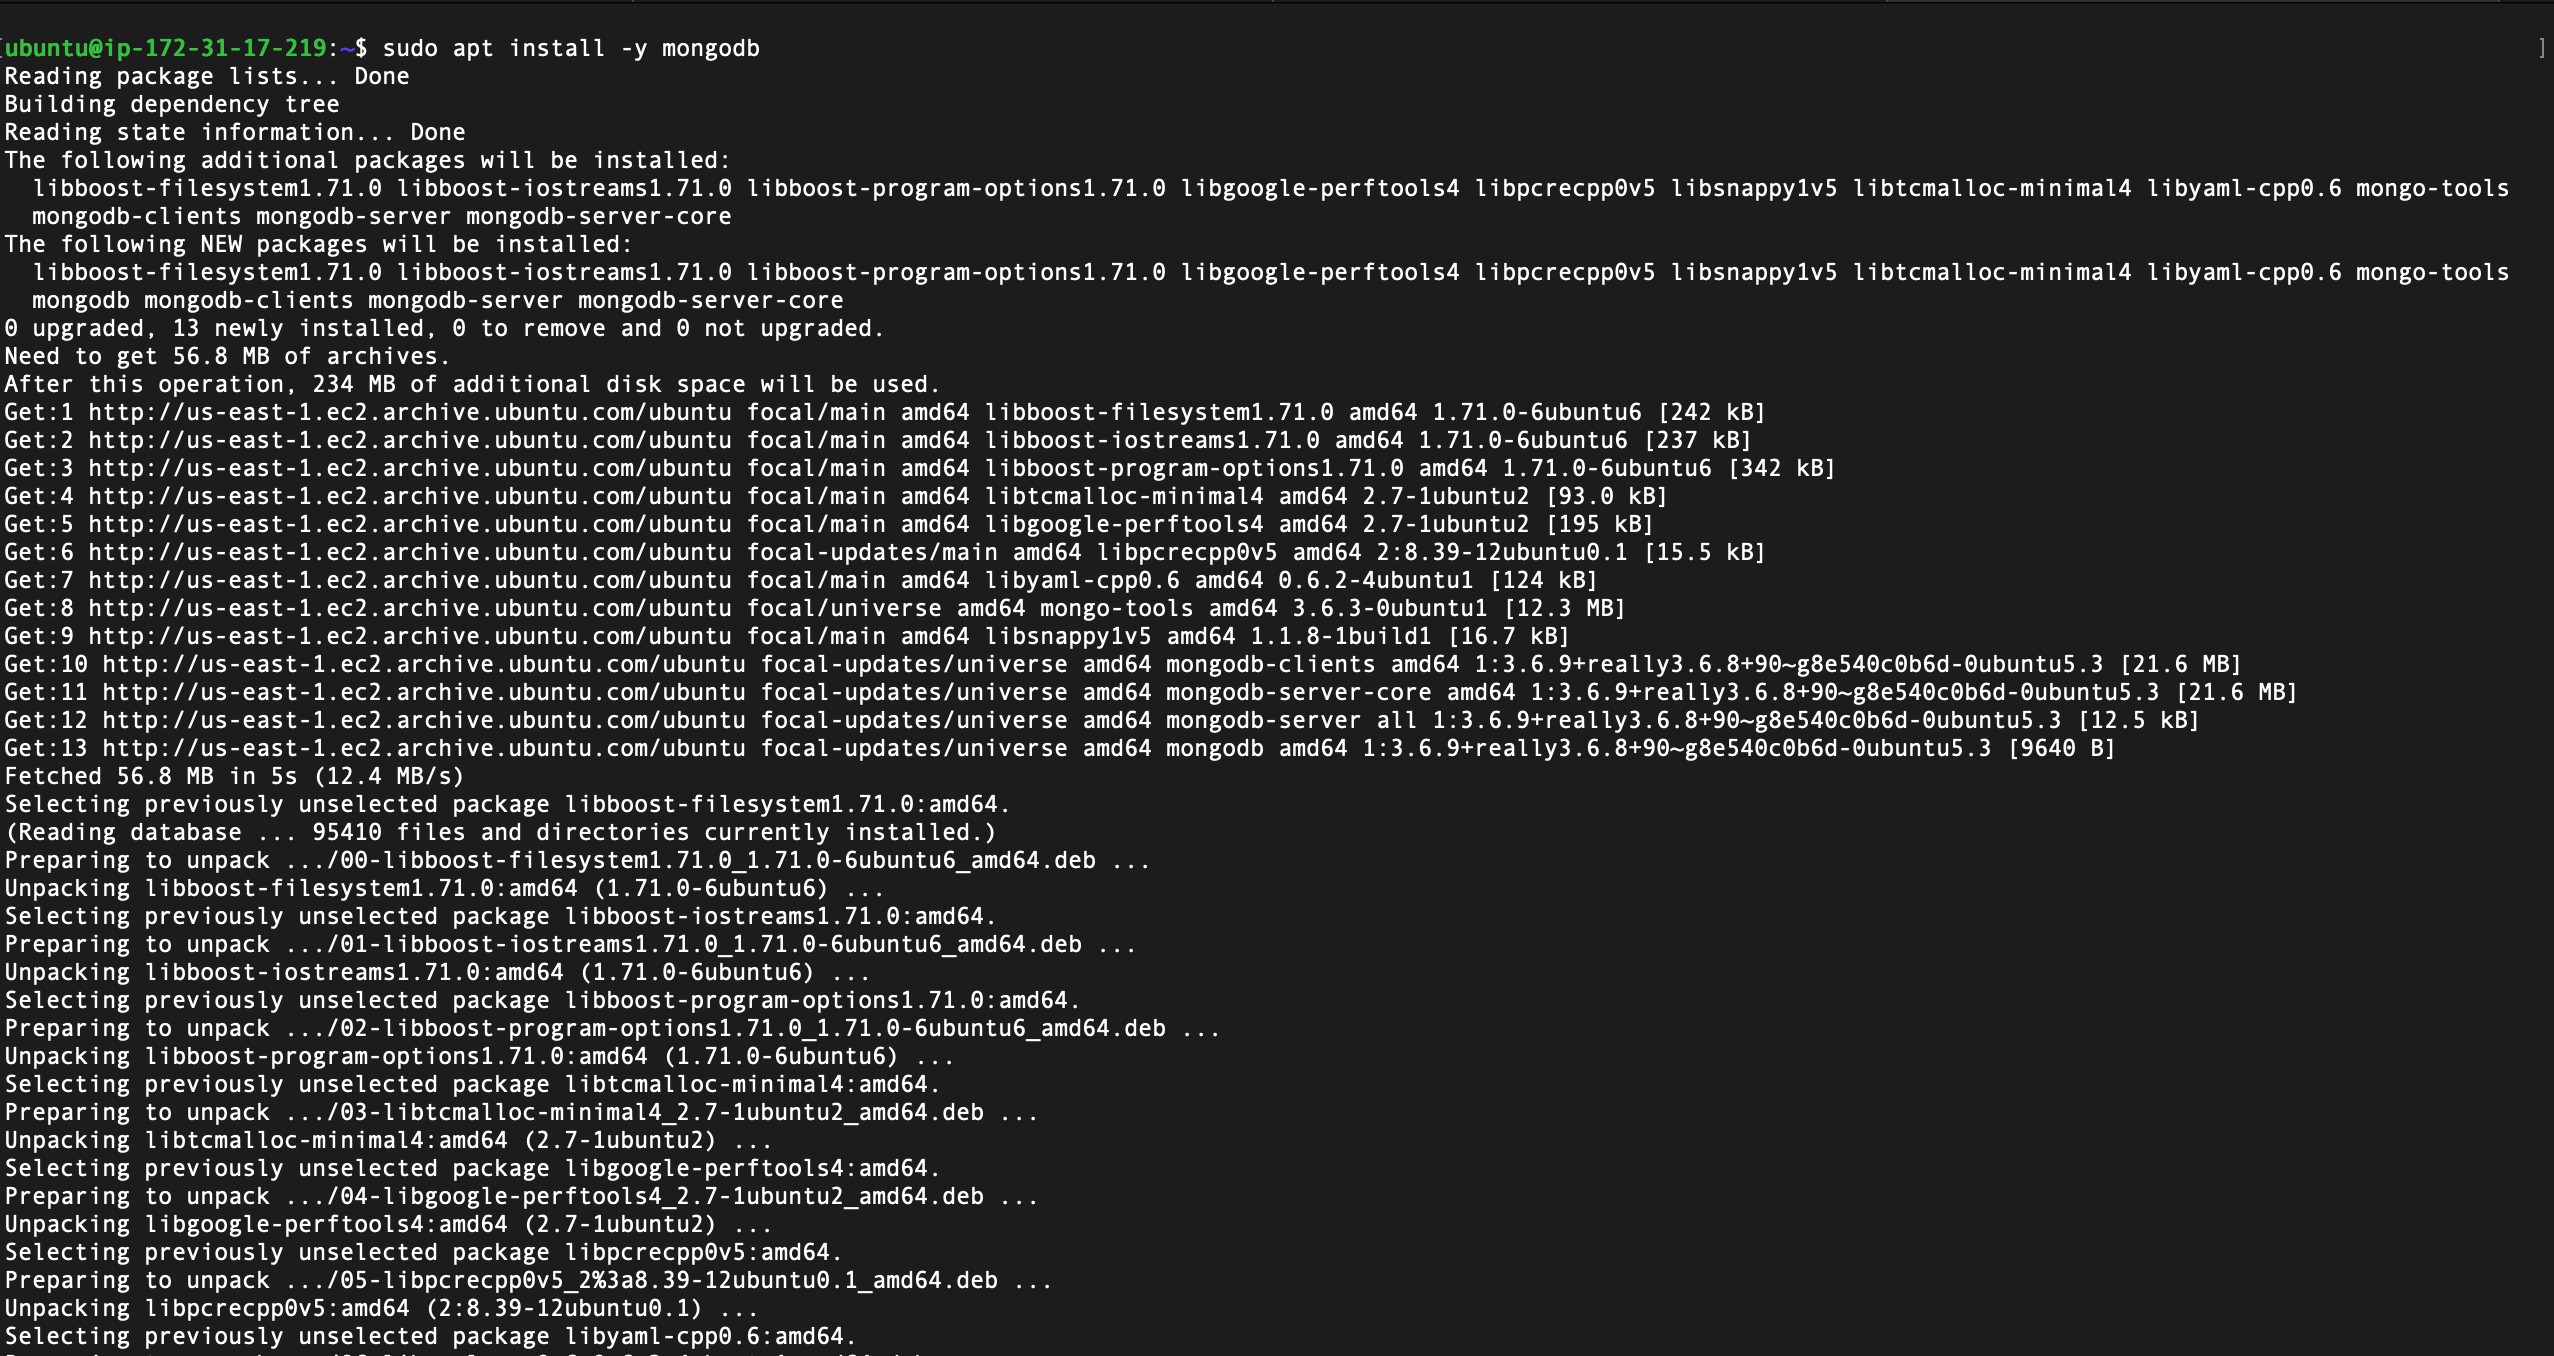 [ubuntu@ip-172-31-17-219:~$ sudo apt install -y mongodb ]
Reading package lists... Done
Building dependency tree
Reading state information... Done
The following additional packages will be installed:
  libboost-filesystem1.71.0 libboost-iostreams1.71.0 libboost-program-options1.71.0 libgoogle-perftools4 libpcrecpp0v5 libsnappy1v5 libtcmalloc-minimal4 libyaml-cpp0.6 mongo-tools
  mongodb-clients mongodb-server mongodb-server-core
The following NEW packages will be installed:
  libboost-filesystem1.71.0 libboost-iostreams1.71.0 libboost-program-options1.71.0 libgoogle-perftools4 libpcrecpp0v5 libsnappy1v5 libtcmalloc-minimal4 libyaml-cpp0.6 mongo-tools
  mongodb mongodb-clients mongodb-server mongodb-server-core
0 upgraded, 13 newly installed, 0 to remove and 0 not upgraded.
Need to get 56.8 MB of archives.
After this operation, 234 MB of additional disk space will be used.
Get:1 http://us-east-1.ec2.archive.ubuntu.com/ubuntu focal/main amd64 libboost-filesystem1.71.0 amd64 1.71.0-6ubuntu6 [242 kB]
Get:2 http://us-east-1.ec2.archive.ubuntu.com/ubuntu focal/main amd64 libboost-iostreams1.71.0 amd64 1.71.0-6ubuntu6 [237 kB]
Get:3 http://us-east-1.ec2.archive.ubuntu.com/ubuntu focal/main amd64 libboost-program-options1.71.0 amd64 1.71.0-6ubuntu6 [342 kB]
Get:4 http://us-east-1.ec2.archive.ubuntu.com/ubuntu focal/main amd64 libtcmalloc-minimal4 amd64 2.7-1ubuntu2 [93.0 kB]
Get:5 http://us-east-1.ec2.archive.ubuntu.com/ubuntu focal/main amd64 libgoogle-perftools4 amd64 2.7-1ubuntu2 [195 kB]
Get:6 http://us-east-1.ec2.archive.ubuntu.com/ubuntu focal-updates/main amd64 libpcrecpp0v5 amd64 2:8.39-12ubuntu0.1 [15.5 kB]
Get:7 http://us-east-1.ec2.archive.ubuntu.com/ubuntu focal/main amd64 libyaml-cpp0.6 amd64 0.6.2-4ubuntu1 [124 kB]
Get:8 http://us-east-1.ec2.archive.ubuntu.com/ubuntu focal/universe amd64 mongo-tools amd64 3.6.3-0ubuntu1 [12.3 MB]
Get:9 http://us-east-1.ec2.archive.ubuntu.com/ubuntu focal/main amd64 libsnappy1v5 amd64 1.1.8-1build1 [16.7 kB]
Get:10 http://us-east-1.ec2.archive.ubuntu.com/ubuntu focal-updates/universe amd64 mongodb-clients amd64 1:3.6.9+really3.6.8+90~g8e540c0b6d-0ubuntu5.3 [21.6 MB]
Get:11 http://us-east-1.ec2.archive.ubuntu.com/ubuntu focal-updates/universe amd64 mongodb-server-core amd64 1:3.6.9+really3.6.8+90~g8e540c0b6d-0ubuntu5.3 [21.6 MB]
Get:12 http://us-east-1.ec2.archive.ubuntu.com/ubuntu focal-updates/universe amd64 mongodb-server all 1:3.6.9+really3.6.8+90~g8e540c0b6d-0ubuntu5.3 [12.5 kB]
Get:13 http://us-east-1.ec2.archive.ubuntu.com/ubuntu focal-updates/universe amd64 mongodb amd64 1:3.6.9+really3.6.8+90~g8e540c0b6d-0ubuntu5.3 [9640 B]
Fetched 56.8 MB in 5s (12.4 MB/s)
Selecting previously unselected package libboost-filesystem1.71.0:amd64.
(Reading database ... 95410 files and directories currently installed.)
Preparing to unpack .../00-libboost-filesystem1.71.0_1.71.0-6ubuntu6_amd64.deb ...
Unpacking libboost-filesystem1.71.0:amd64 (1.71.0-6ubuntu6) ...
Selecting previously unselected package libboost-iostreams1.71.0:amd64.
Preparing to unpack .../01-libboost-iostreams1.71.0_1.71.0-6ubuntu6_amd64.deb ...
Unpacking libboost-iostreams1.71.0:amd64 (1.71.0-6ubuntu6) ...
Selecting previously unselected package libboost-program-options1.71.0:amd64.
Preparing to unpack .../02-libboost-program-options1.71.0_1.71.0-6ubuntu6_amd64.deb ...
Unpacking libboost-program-options1.71.0:amd64 (1.71.0-6ubuntu6) ...
Selecting previously unselected package libtcmalloc-minimal4:amd64.
Preparing to unpack .../03-libtcmalloc-minimal4_2.7-1ubuntu2_amd64.deb ...
Unpacking libtcmalloc-minimal4:amd64 (2.7-1ubuntu2) ...
Selecting previously unselected package libgoogle-perftools4:amd64.
Preparing to unpack .../04-libgoogle-perftools4_2.7-1ubuntu2_amd64.deb ...
Unpacking libgoogle-perftools4:amd64 (2.7-1ubuntu2) ...
Selecting previously unselected package libpcrecpp0v5:amd64.
Preparing to unpack .../05-libpcrecpp0v5_2%3a8.39-12ubuntu0.1_amd64.deb ...
Unpacking libpcrecpp0v5:amd64 (2:8.39-12ubuntu0.1) ...
Selecting previously unselected package libyaml-cpp0.6:amd64.